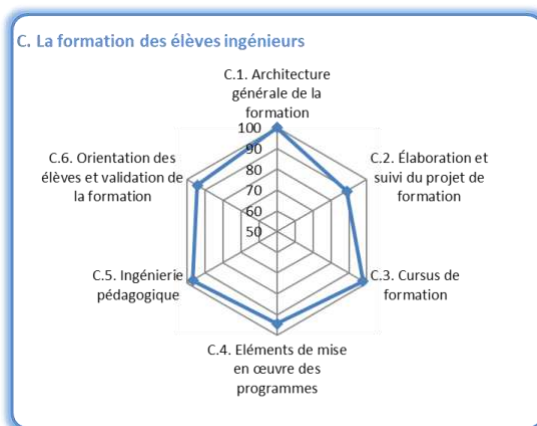 C. La formation des élèves ingénieurs
C.1. Architecture
générale de la
formation
100
90
80
70
60
50
C.2. Élaboration et
suivi du projet de
formation
C.3. Cursus de
formation
C.4. Eléments de mise
en œuvre des
programmes
C.5. Ingénierie
pédagogique
C.6. Orientation des
élèves et validation de
la formation